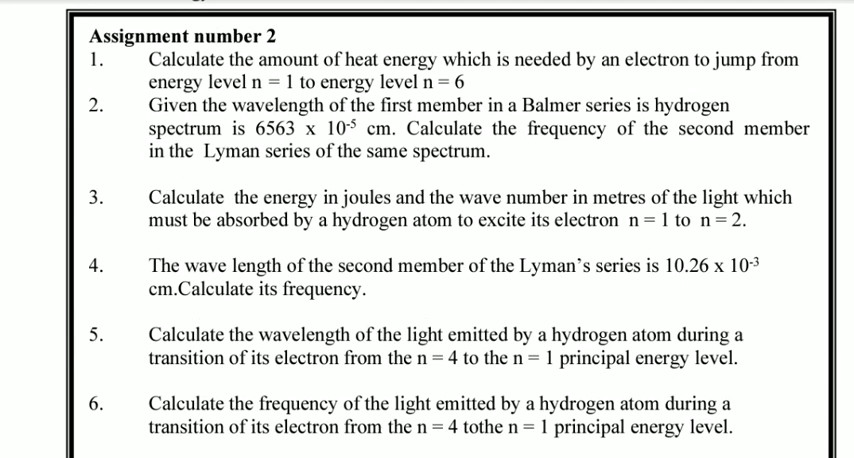 Assignment number 2
1. Calculate the amount of heat energy which is needed by an electron to jump from
energy level n = 1 to energy level n = 6
2. Given the wavelength of the first member in a Balmer series is hydrogen
spectrum is 6563 x 10⁻⁵ cm. Calculate the frequency of the second member
in the Lyman series of the same spectrum.
3. Calculate the energy in joules and the wave number in metres of the light which
must be absorbed by a hydrogen atom to excite its electron n = 1 to n = 2.
4. The wave length of the second member of the Lyman's series is 10.26 x 10⁻³
cm.Calculate its frequency.
5. Calculate the wavelength of the light emitted by a hydrogen atom during a
transition of its electron from the n = 4 to the n = 1 principal energy level.
6. Calculate the frequency of the light emitted by a hydrogen atom during a
transition of its electron from the n = 4 tothe n = 1 principal energy level.